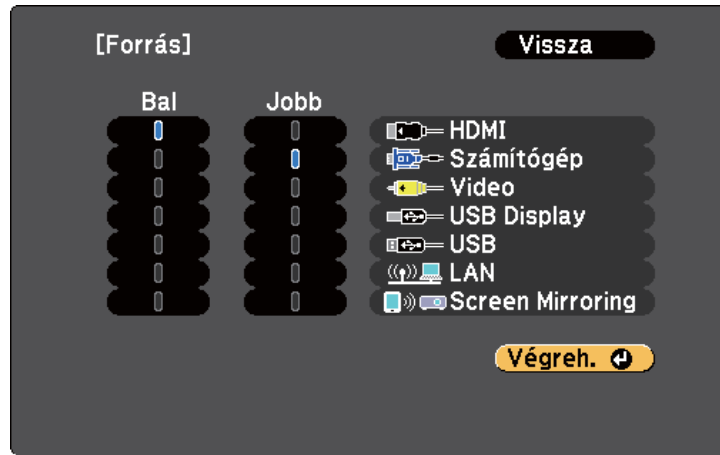 [Forrás] Vissza
Bal Jobb
HDMI
Számítógép
Video
USB Display
USB
LAN
Screen Mirroring
Végreh.